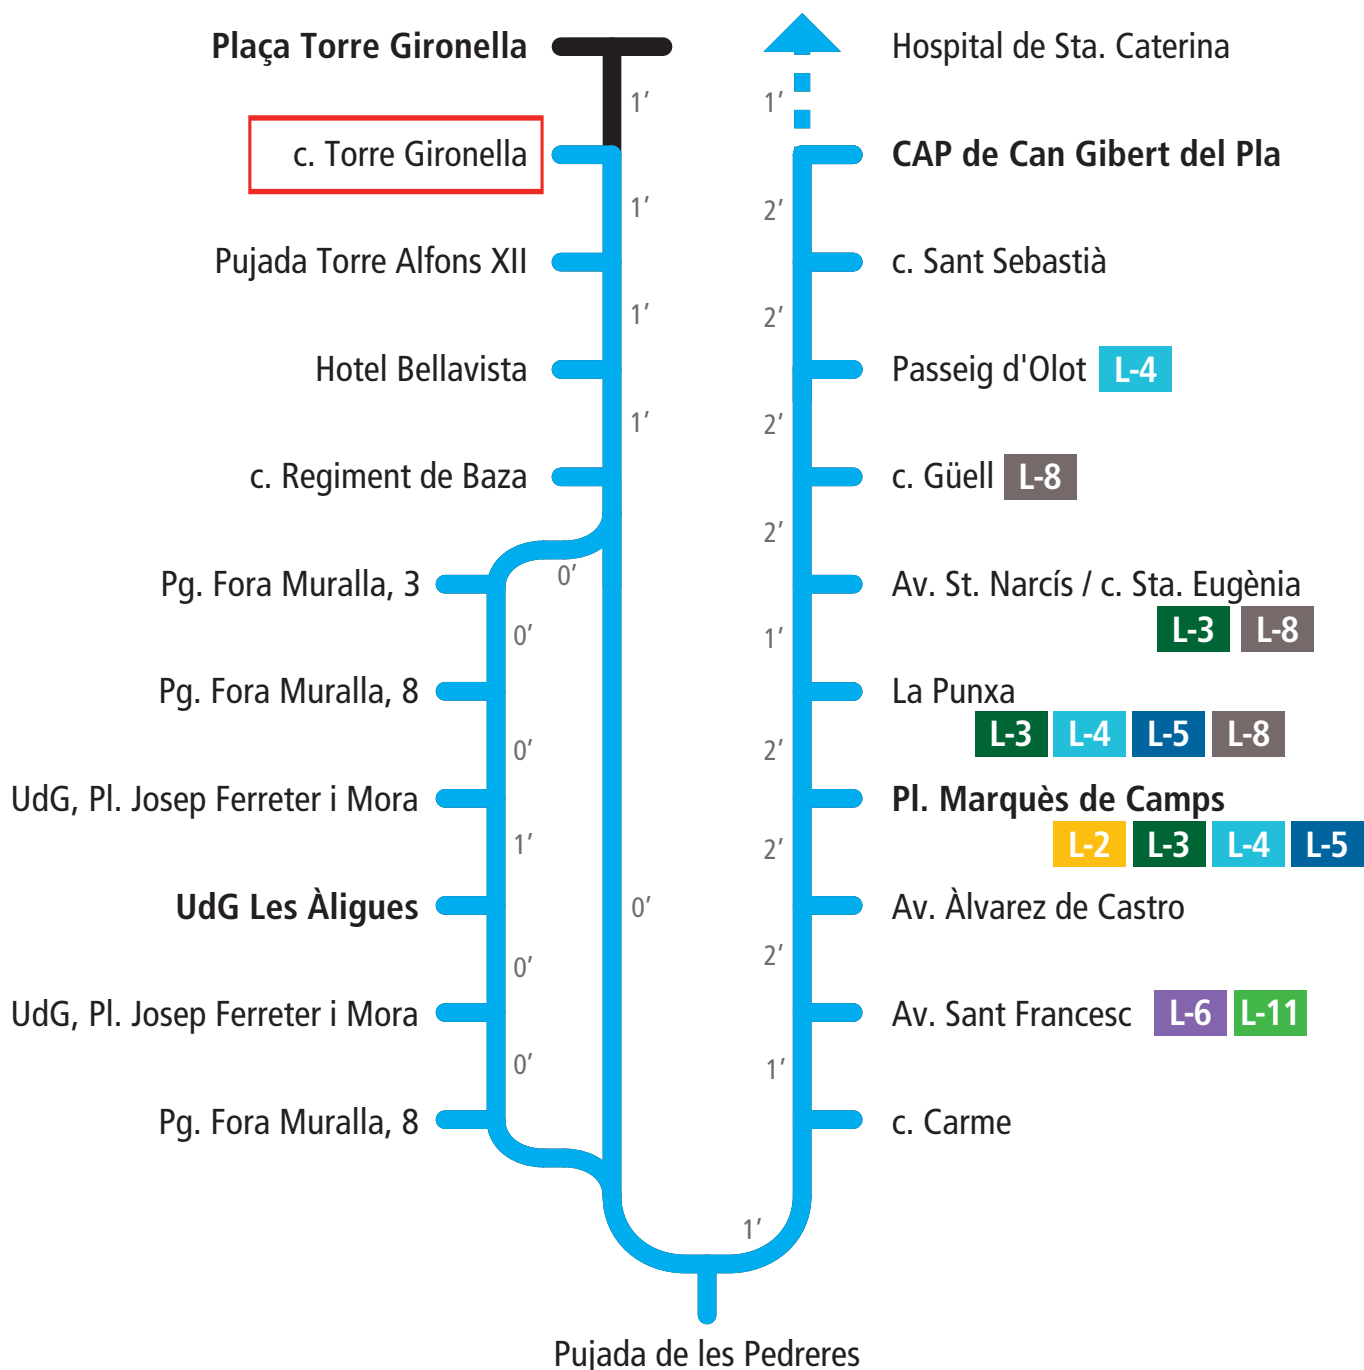 Plaça Torre Gironella
1’
c. Torre Gironella
1’
Pujada Torre Alfons XII
1’
Hotel Bellavista
1’
c. Regiment de Baza
0’
Pg. Fora Muralla, 3
0’
Pg. Fora Muralla, 8
0’
UdG, Pl. Josep Ferreter i Mora
1’
UdG Les Àligues
0’
0’
UdG, Pl. Josep Ferreter i Mora
0’
Pg. Fora Muralla, 8
Pujada de les Pedreres
1’
c. Carme
1’
Av. Sant Francesc L-6 L-11
2’
Av. Àlvarez de Castro
2’
Pl. Marquès de Camps
L-2 L-3 L-4 L-5
2’
La Punxa
L-3 L-4 L-5 L-8
1’
Av. St. Narcís / c. Sta. Eugènia
L-3 L-8
2’
c. Güell L-8
2’
Passeig d'Olot L-4
2’
c. Sant Sebastià
2’
CAP de Can Gibert del Pla
1’
Hospital de Sta. Caterina